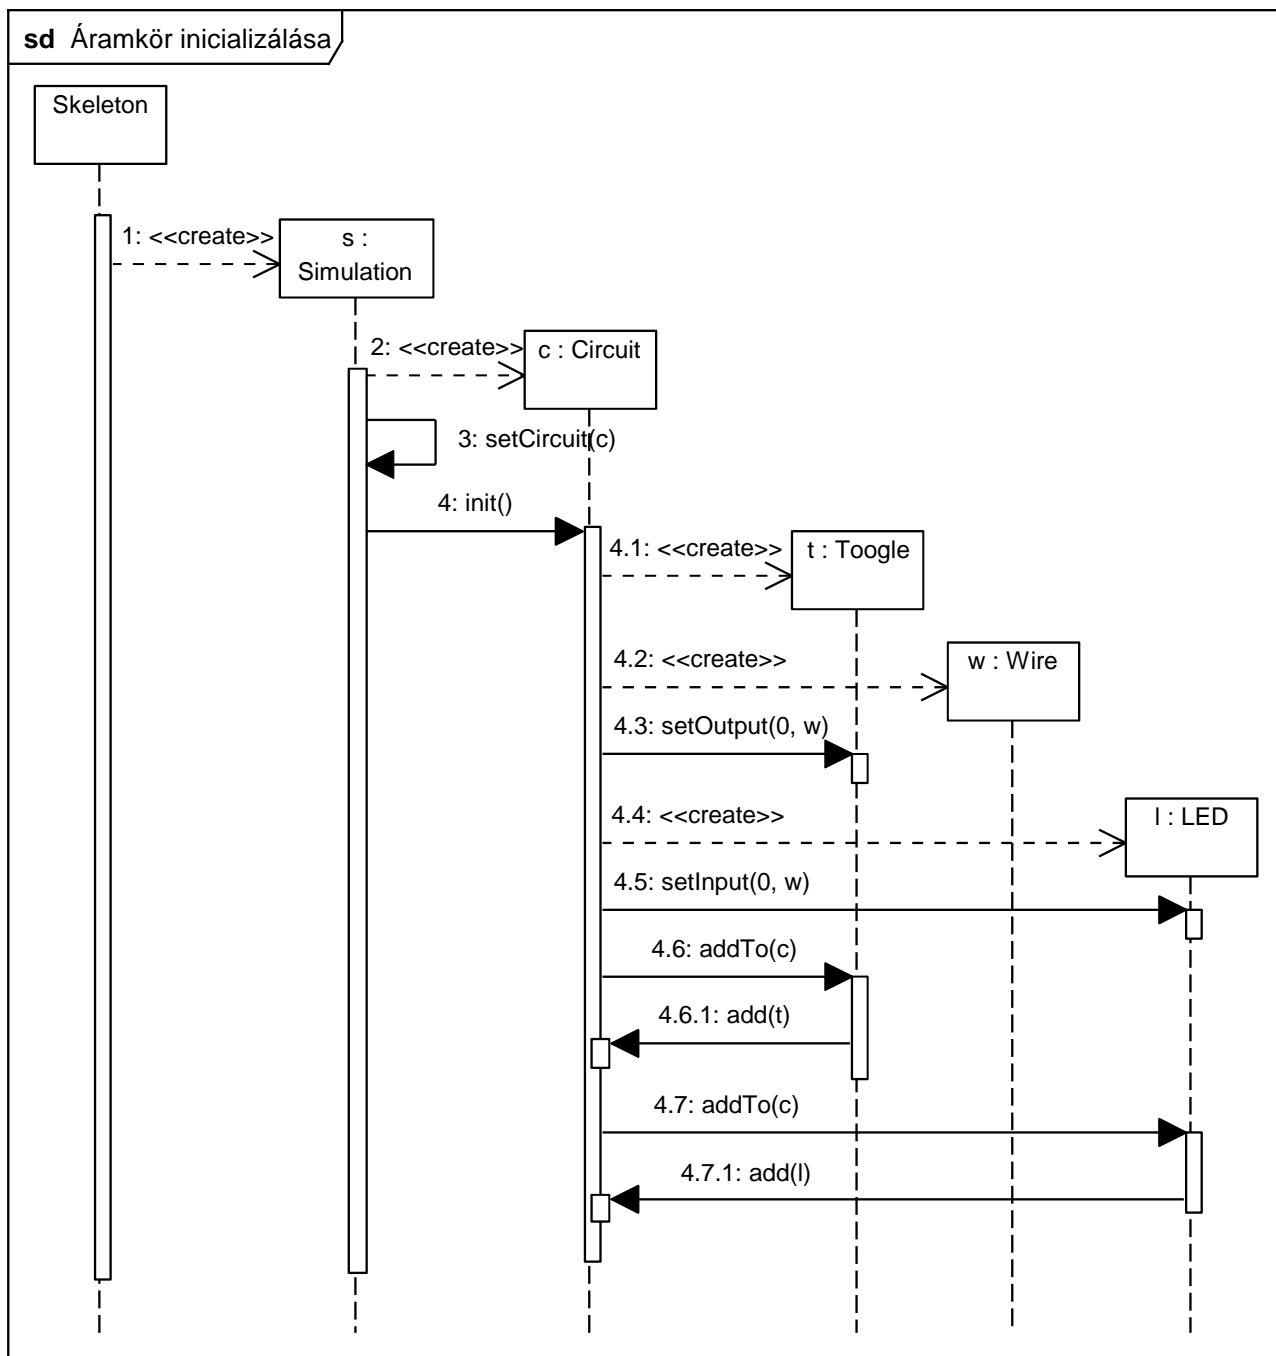 sd Áramkör inicializálása
Skeleton
1: <<create>>
s :
Simulation
2: <<create>>
c : Circuit
3: setCircuit(c)
4: init()
4.1: <<create>>
t : Toogle
4.2: <<create>>
w : Wire
4.3: setOutput(0, w)
4.4: <<create>>
l : LED
4.5: setInput(0, w)
4.6: addTo(c)
4.6.1: add(t)
4.7: addTo(c)
4.7.1: add(l)